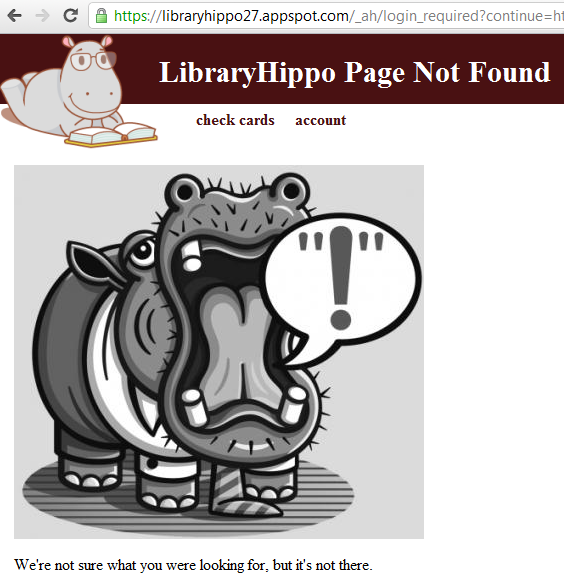 https://libraryhippo27.appspot.com/_ah/login_required?continue=ht
LibraryHippo Page Not Found
check cards account
"!"
We're not sure what you were looking for, but it's not there.